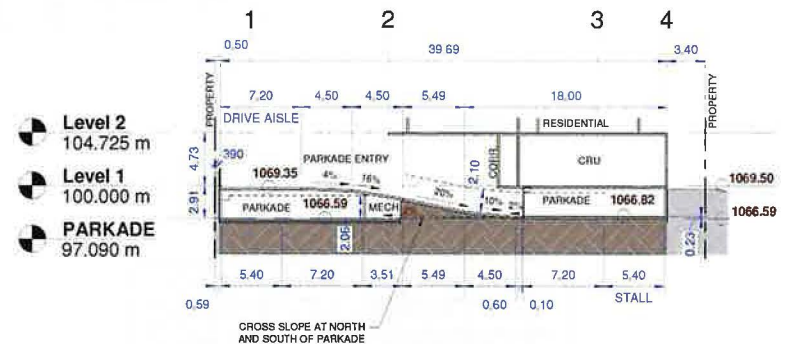 1 2 3 4
0,50 39 69 3,40
PROPERTY PROPERTY
7,20 4,50 4,50 5,49 18,00
DRIVE AISLE RESIDENTIAL
Level 2
104.725 m
4.73 390 PARKADE ENTRY CORR. 2,10 CRU
1069.35 4% 16% 1069.50
Level 1
100.000 m
2.91 PARKADE 1066.59 MECH 20% 10% PARKADE 1066.82 1066.59
PARKADE
97.090 m
2.06 0,23
5.40 7.20 3,51 5.49 4.50 7.20 5,40
0,59 0,60 0,10 STALL
CROSS SLOPE AT NORTH
AND SOUTH OF PARKADE